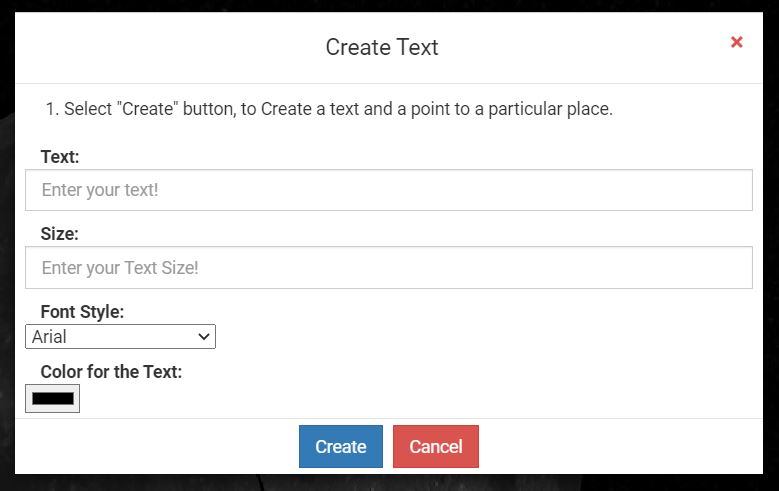 Create Text
×
1. Select "Create" button, to Create a text and a point to a particular place.
Text:
Enter your text!
Size:
Enter your Text Size!
Font Style:
Arial
Color for the Text:
Create Cancel